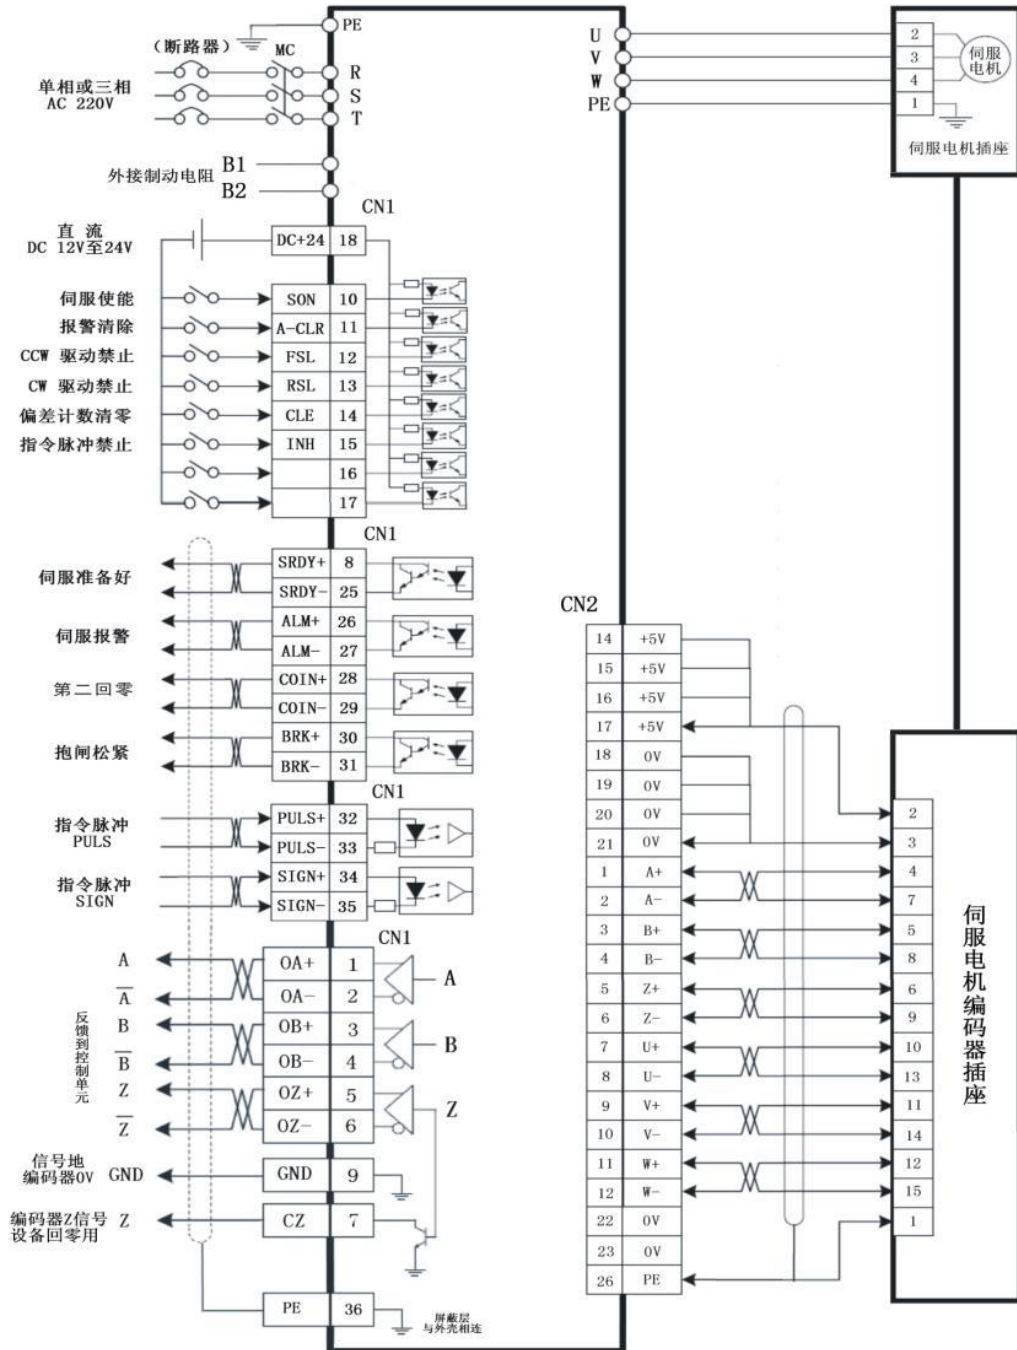 PE
（断路器） MC
单相或三相
AC 220V
R
S
T
外接制动电阻
B1
B2
U
V
W
PE
2
3
4
1
伺服
电机
伺服电机插座
CN1
直 流
DC 12V至24V
DC+24 18
伺服使能 SON 10
报警清除 A-CLR 11
CCW 驱动禁止 FSL 12
CW 驱动禁止 RSL 13
偏差计数清零 CLE 14
指令脉冲禁止 INH 15
16
17
CN1
伺服准备好
SRDY+ 8
SRDY- 25
伺服报警
ALM+ 26
ALM- 27
第二回零
COIN+ 28
COIN- 29
抱闸松紧
BRK+ 30
BRK- 31
CN1
指令脉冲
PULS
PULS+ 32
PULS- 33
指令脉冲
SIGN
SIGN+ 34
SIGN- 35
CN1
反馈到控制单元
A OA+ 1
A OA- 2
A
B OB+ 3
B OB- 4
B
Z OZ+ 5
Z OZ- 6
Z
信号地
编码器0V
GND GND 9
编码器Z信号
设备回零用
Z CZ 7
PE 36
屏蔽层
与外壳相连
CN2
14 +5V
15 +5V
16 +5V
17 +5V
18 0V
19 0V
20 0V
21 0V
1 A+
2 A-
3 B+
4 B-
5 Z+
6 Z-
7 U+
8 U-
9 V+
10 V-
11 W+
12 W-
22 0V
23 0V
26 PE
2
3
4
7
5
8
6
9
10
13
11
14
12
15
1
伺服电机编码器插座